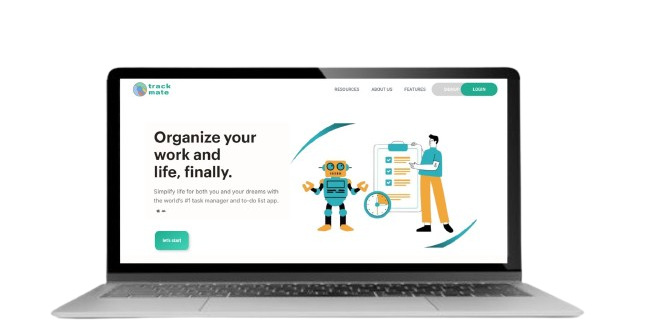 track
mate
RESOURCES ABOUT US FEATURES LOGIN
Organize your
work and
life, finally.
Simplify life for both you and your dreams with
the world's #1 task manager and to-do list app.
let's start